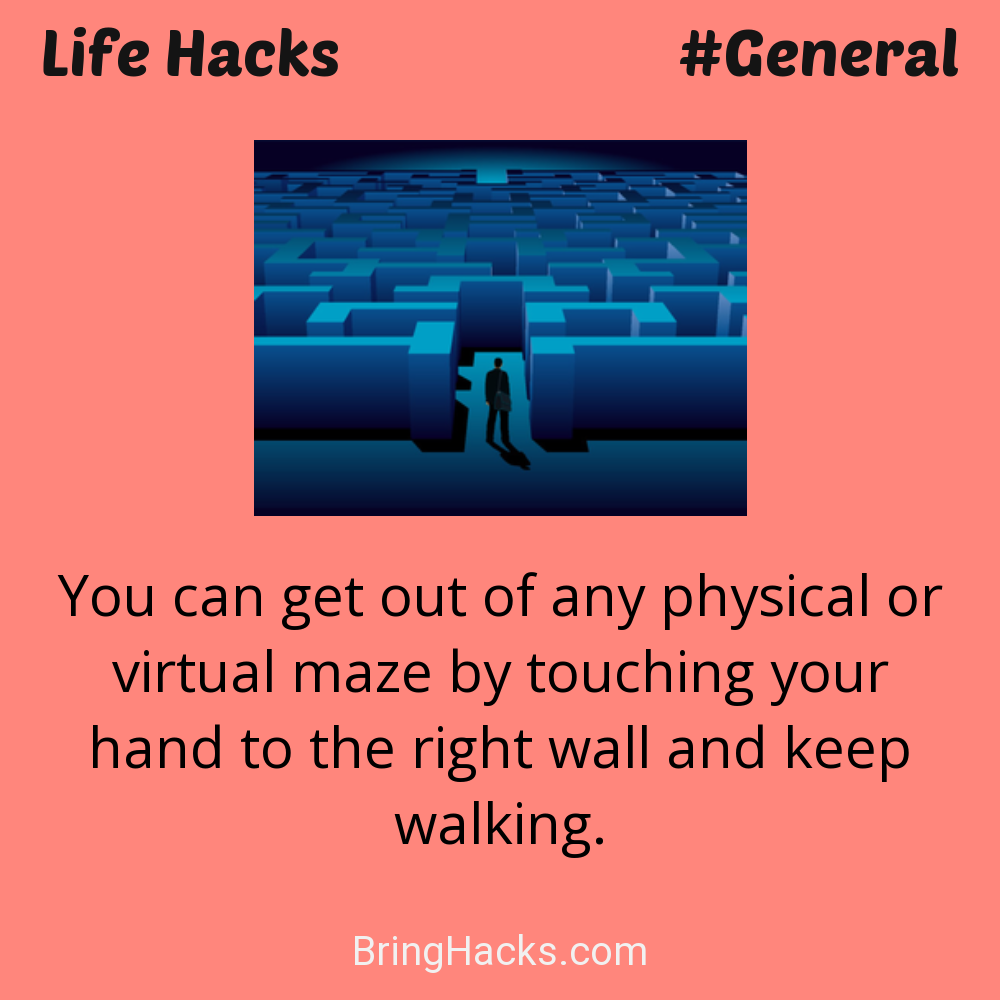 Life Hacks #General
You can get out of any physical or
virtual maze by touching your
hand to the right wall and keep
walking.
BringHacks.com